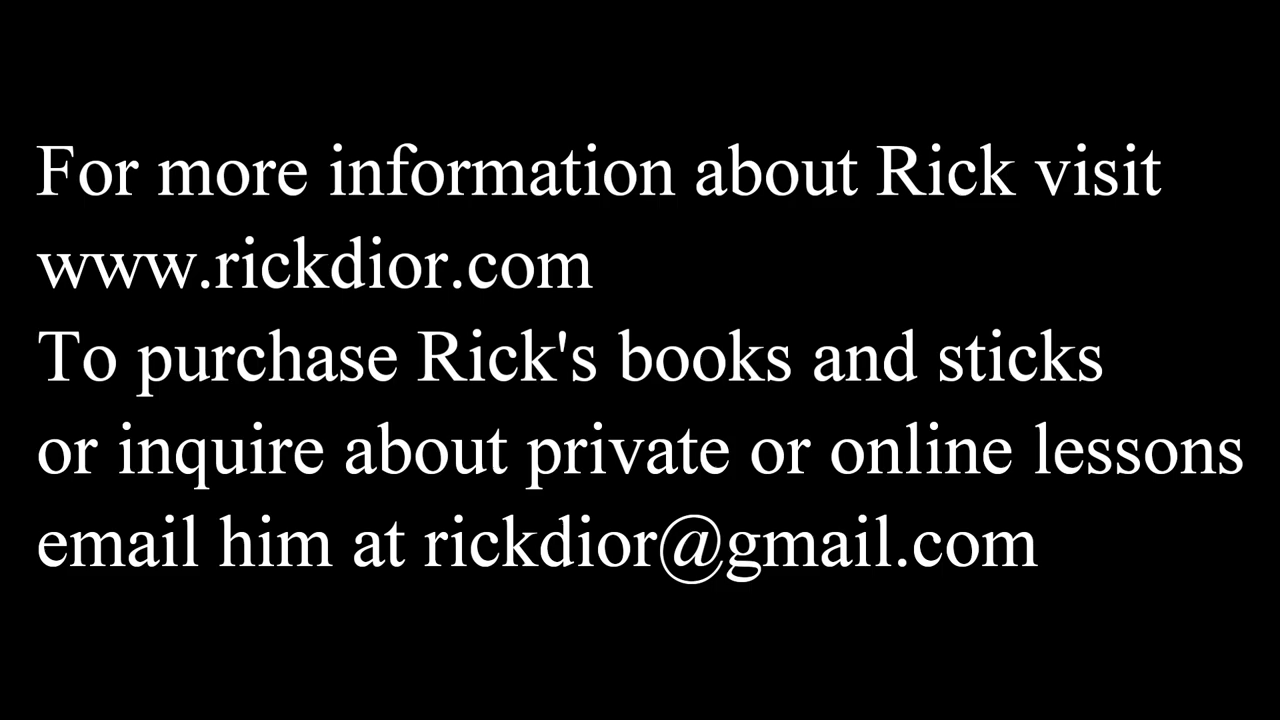 For more information about Rick visit
www.rickdior.com
To purchase Rick's books and sticks
or inquire about private or online lessons
email him at rickdior@gmail.com